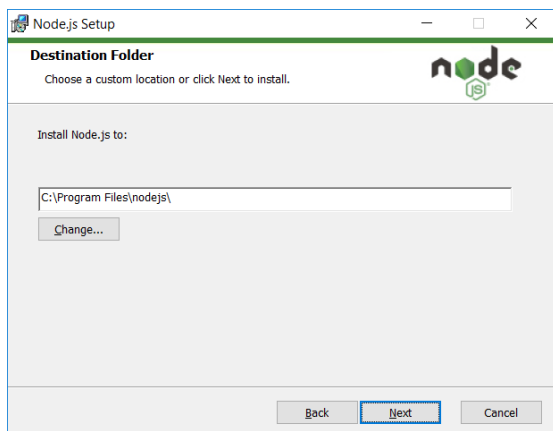 Node.js Setup
Destination Folder
Choose a custom location or click Next to install.
node
JS
Install Node.js to:
C:\Program Files\nodejs\
Change...
Back Next Cancel